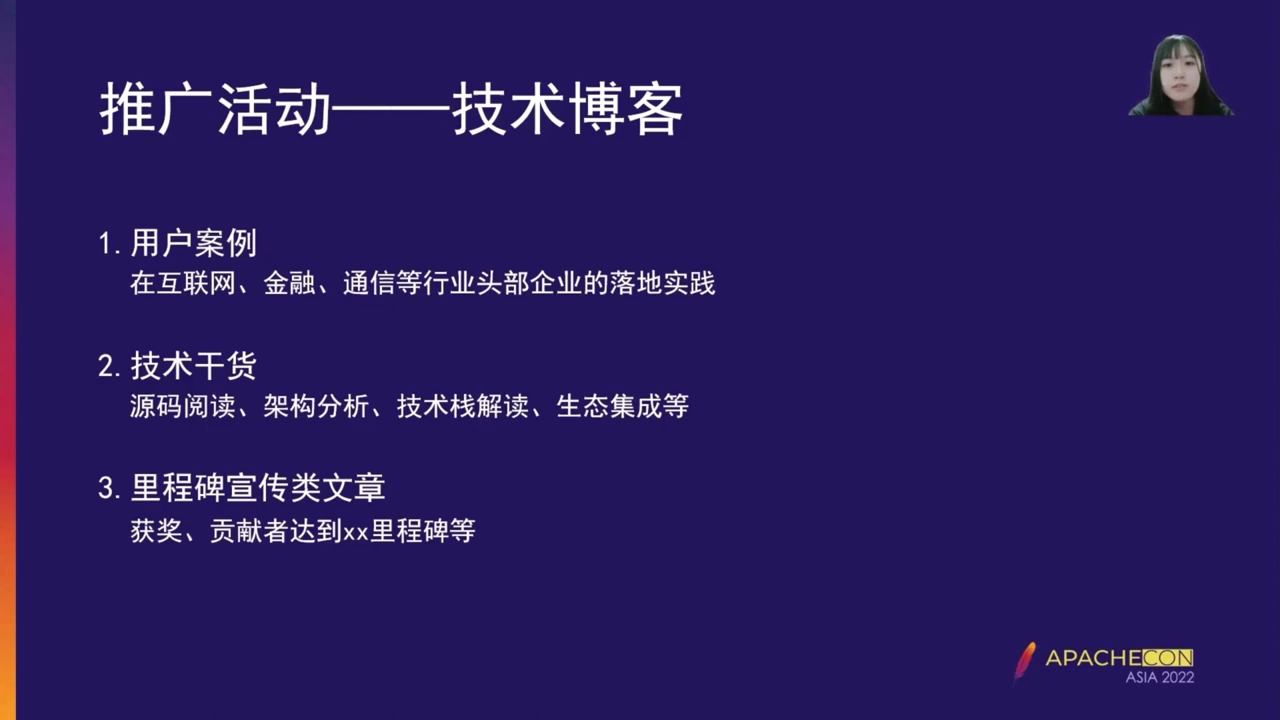 推广活动——技术博客
1. 用户案例
在互联网、金融、通信等行业头部企业的落地实践
2. 技术干货
源码阅读、架构分析、技术栈解读、生态集成等
3. 里程碑宣传类文章
获奖、贡献者达到xx里程碑等
APACHECON
ASIA 2022